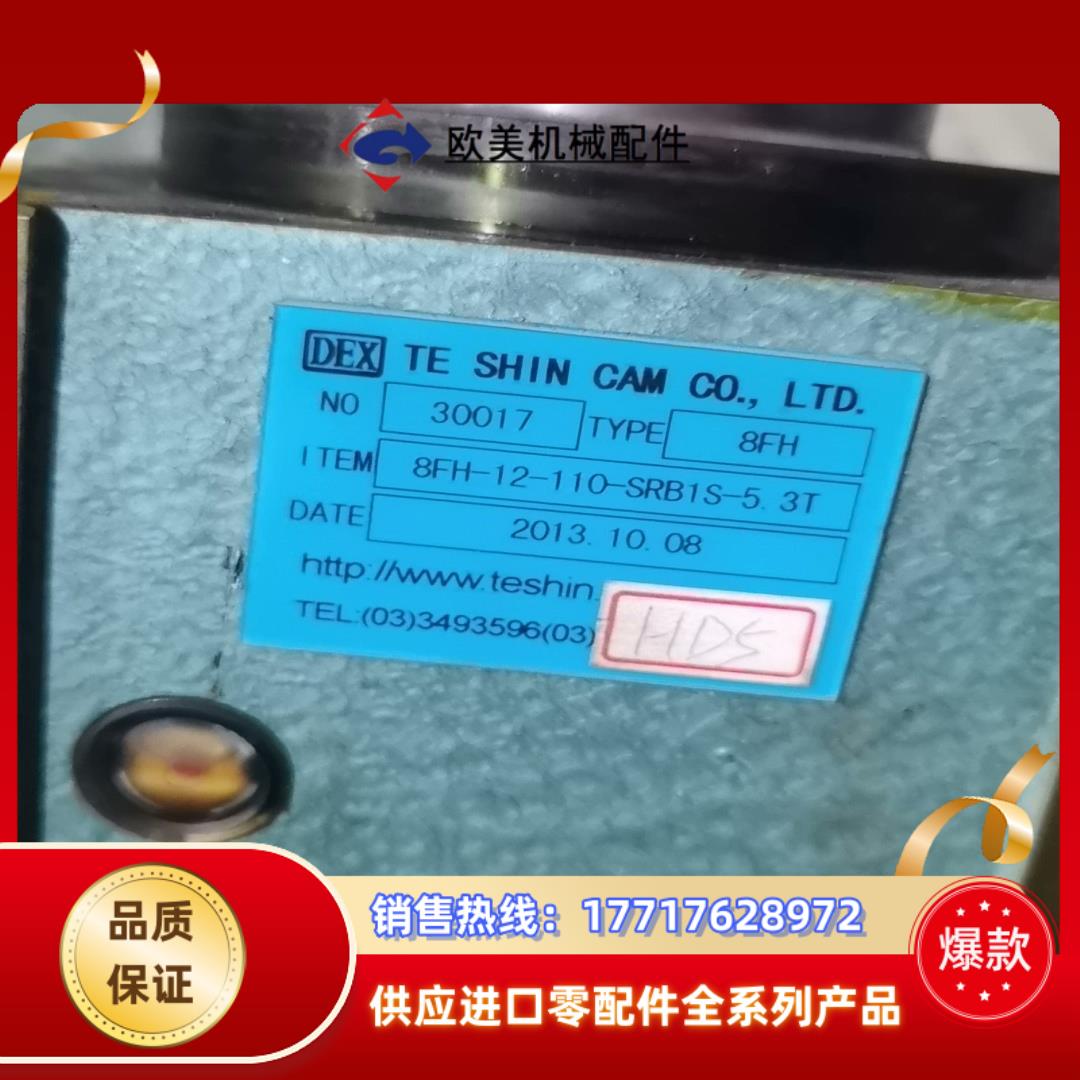 欧美机械配件
DEX TE SHIN CAM CO., LTD.
NO 30017 TYPE 8FH
ITEM 8FH-12-110-SRB1S-5.3T
DATE 2013.10.08
http://www.teshin.
TEL:(03)3493596(03)
HDS
品质
保证
销售热线：17717628972
供应进口零配件全系列产品
爆款